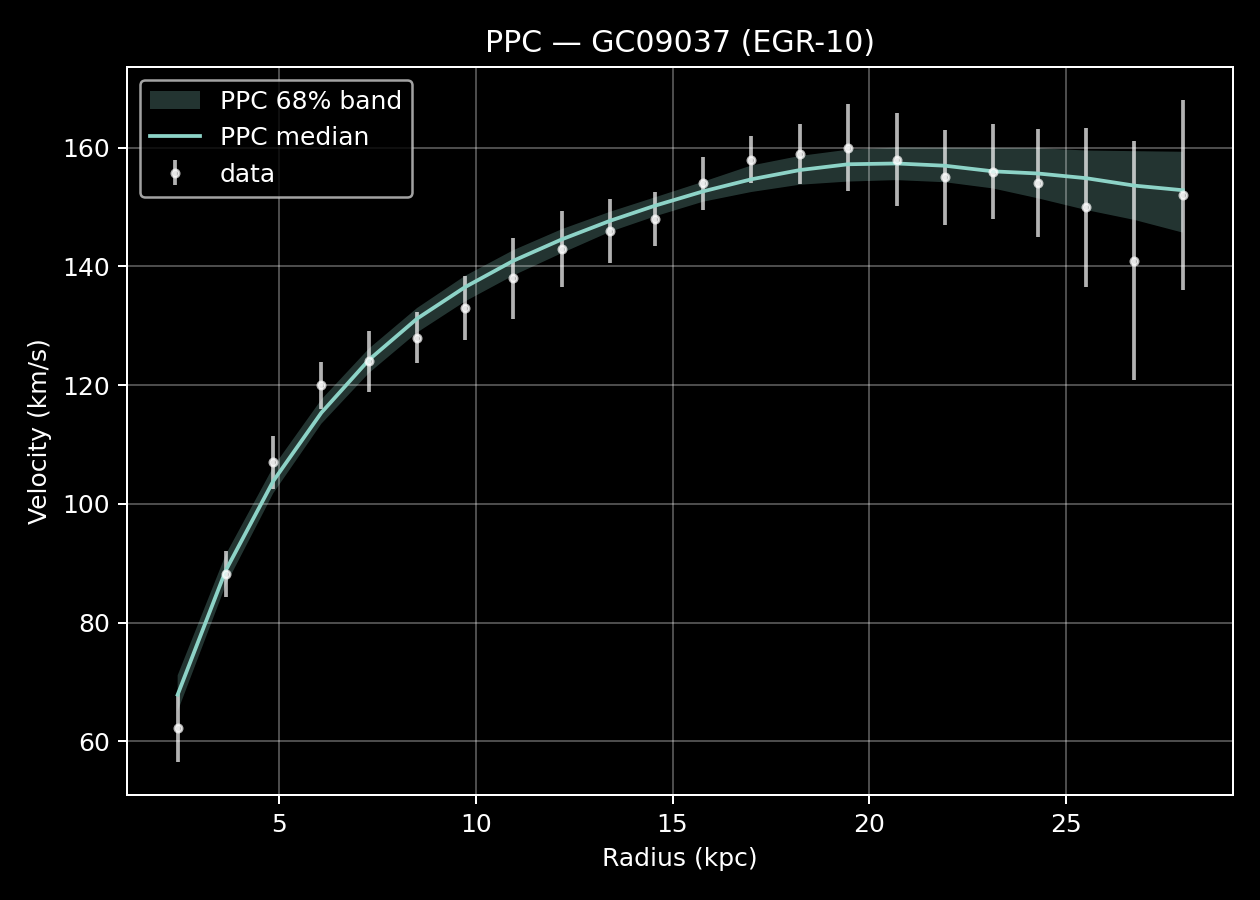 PPC — GC09037 (EGR-10)
PPC 68% band
PPC median
data
Velocity (km/s)
160
140
120
100
80
60
5 10 15 20 25
Radius (kpc)